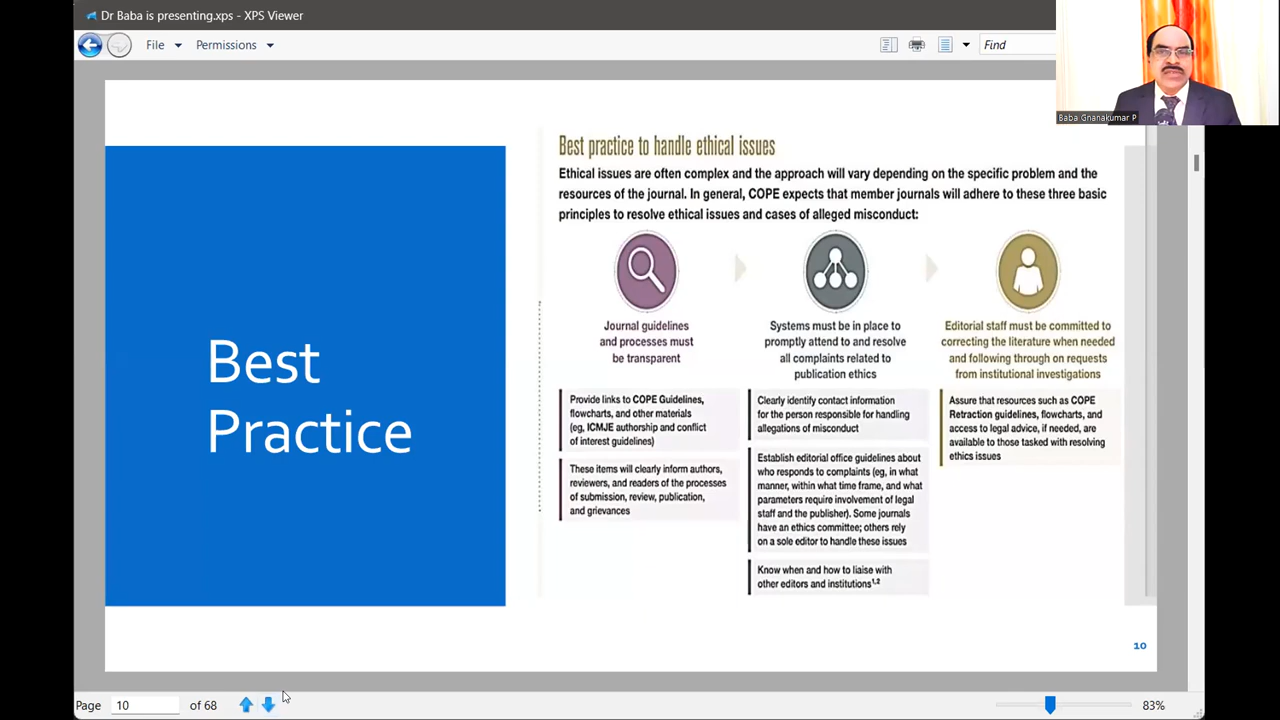 Dr Baba is presenting.xps - XPS Viewer
File
Permissions
Find
Baba Gnanakumar P
Best
Practice
Best practice to handle ethical issues
Ethical issues are often complex and the approach will vary depending on the specific problem and the
resources of the journal. In general, COPE expects that member journals will adhere to these three basic
principles to resolve ethical issues and cases of alleged misconduct:
Journal guidelines
and processes must
be transparent
Provide links to COPE Guidelines,
flowcharts, and other materials
(eg, ICMJE authorship and conflict
of interest guidelines)
These items will clearly inform authors,
reviewers, and readers of the processes
of submission, review, publication,
and grievances
Systems must be in place to
promptly attend to and resolve
all complaints related to
publication ethics
Clearly identify contact information
for the person responsible for handling
allegations of misconduct
Establish editorial office guidelines about
who responds to complaints (eg, in what
manner, within what time frame, and what
parameters require involvement of legal
staff and the publisher). Some journals
have an ethics committee; others rely
on a sole editor to handle these issues
Know when and how to liaise with
other editors and institutions1,2
Editorial staff must be committed to
correcting the literature when needed
and following through on requests
from institutional investigations
Assure that resources such as COPE
Retraction guidelines, flowcharts, and
access to legal advice, if needed, are
available to those tasked with resolving
ethics issues
10
Page 10 of 68
83%